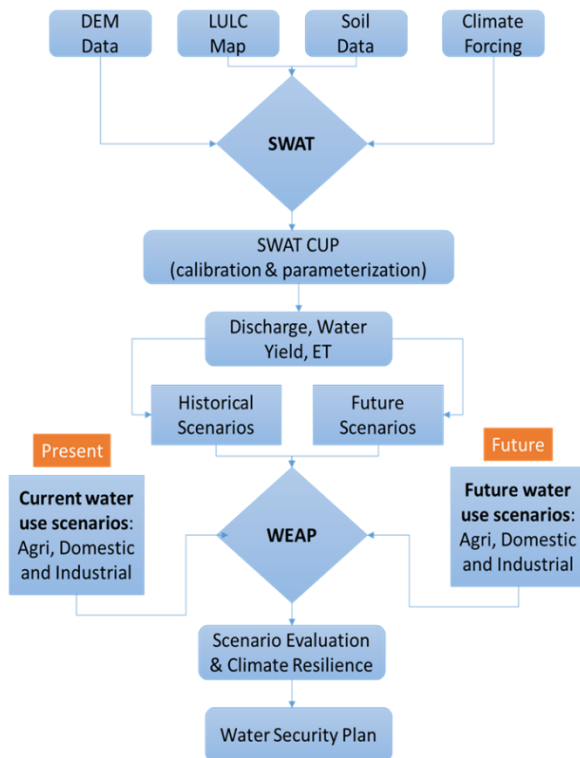 DEM
Data
LULC
Map
Soil
Data
Climate
Forcing
SWAT
SWAT CUP
(calibration & parameterization)
Discharge, Water
Yield, ET
Historical
Scenarios
Future
Scenarios
Present
Future
Current water
use scenarios:
Agri, Domestic
and Industrial
WEAP
Future water
use scenarios:
Agri, Domestic
and Industrial
Scenario Evaluation
& Climate Resilience
Water Security Plan